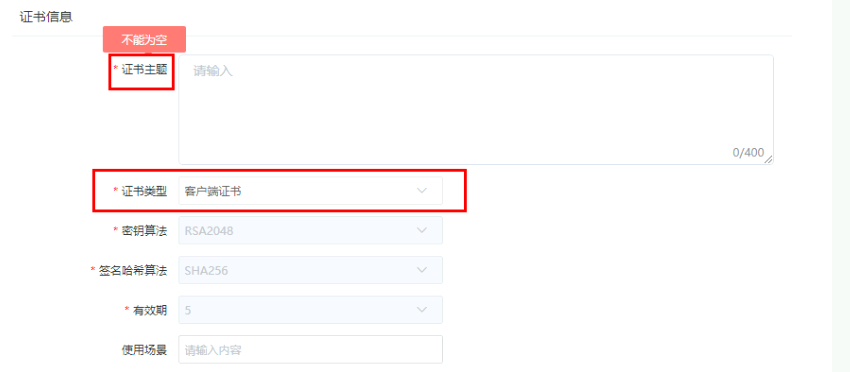 证书信息
不能为空
* 证书主题 请输入
0/400
* 证书类型 客户端证书
* 密钥算法 RSA2048
* 签名哈希算法 SHA256
* 有效期 5
使用场景 请输入内容